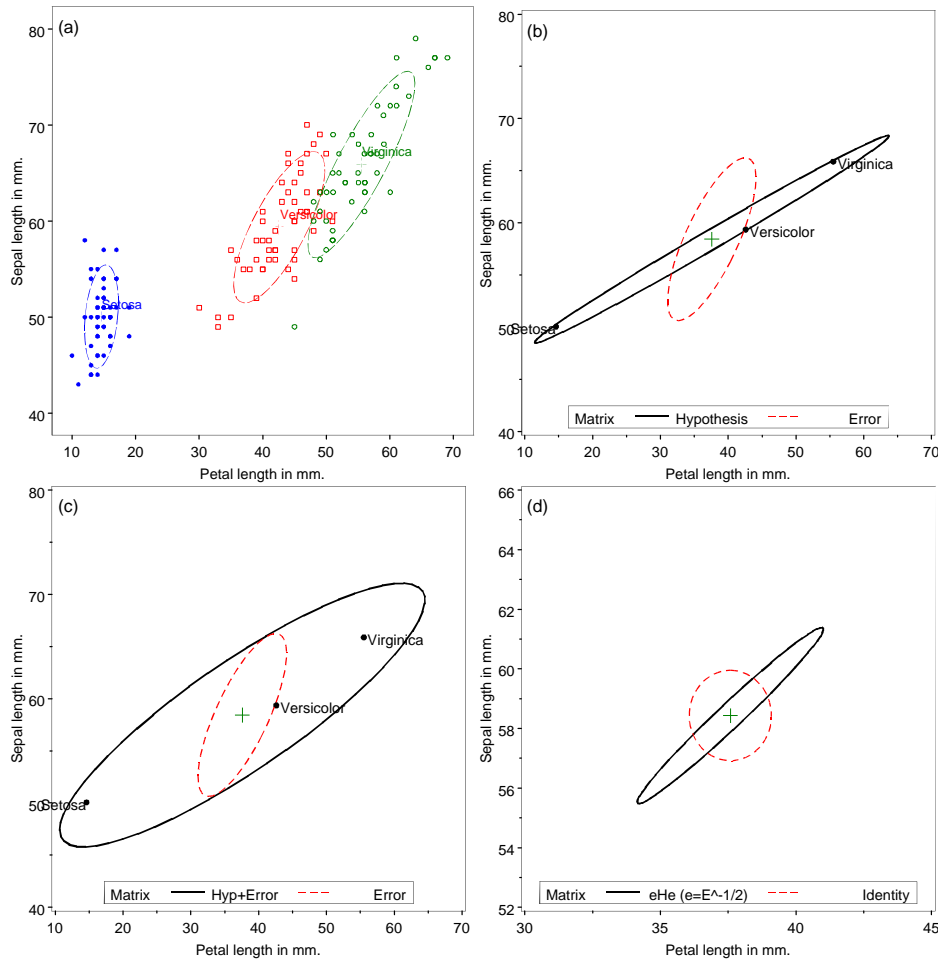 (a)
Sepal length in mm.
80
70
60
50
40
Virginica
Versicolor
Setosa
10 20 30 40 50 60 70
Petal length in mm.
(b)
Sepal length in mm.
80
70
60
50
40
Virginica
Versicolor
Setosa
Matrix Hypothesis Error
10 20 30 40 50 60 70
Petal length in mm.
(c)
Sepal length in mm.
80
70
60
50
40
Virginica
Versicolor
Setosa
Matrix Hyp+Error Error
10 20 30 40 50 60 70
Petal length in mm.
(d)
Sepal length in mm.
66
64
62
60
58
56
54
52
Matrix eHe (e=E^-1/2) Identity
30 35 40 45
Petal length in mm.